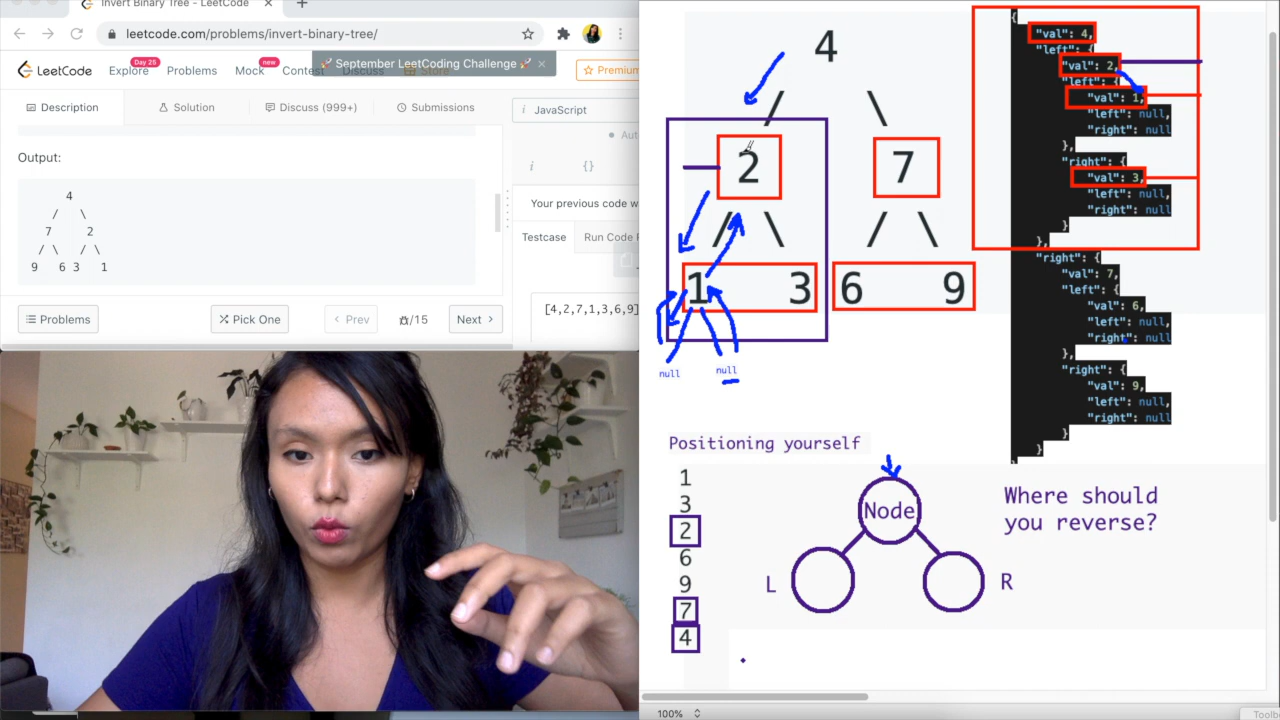 Invert Binary Tree - LeetCode
leetcode.com/problems/invert-binary-tree/
🚀 September LeetCoding Challenge 🚀
LeetCode
Explore
Day 25
Problems
Mock
new
Contest
Discuss
Store
Premium
Description
Solution
Discuss (999+)
Submissions
JavaScript
i
{}
Output:
4
/ \
7 2
/ \ / \
9 6 3 1
Your previous code w
Testcase
Run Code
[4,2,7,1,3,6,9]
Problems
Pick One
Prev
/15
Next
4
/ \
2 7
/ \ / \
1 3 6 9
null null
{
"val": 4,
"left": {
"val": 2,
"left": {
"val": 1,
"left": null,
"right": null
},
"right": {
"val": 3,
"left": null,
"right": null
}
},
"right": {
"val": 7,
"left": {
"val": 6,
"left": null,
"right": null
},
"right": {
"val": 9,
"left": null,
"right": null
}
}
Positioning yourself
1
3
2
6
9
7
4
Node
L
R
Where should
you reverse?
100%
Toolb